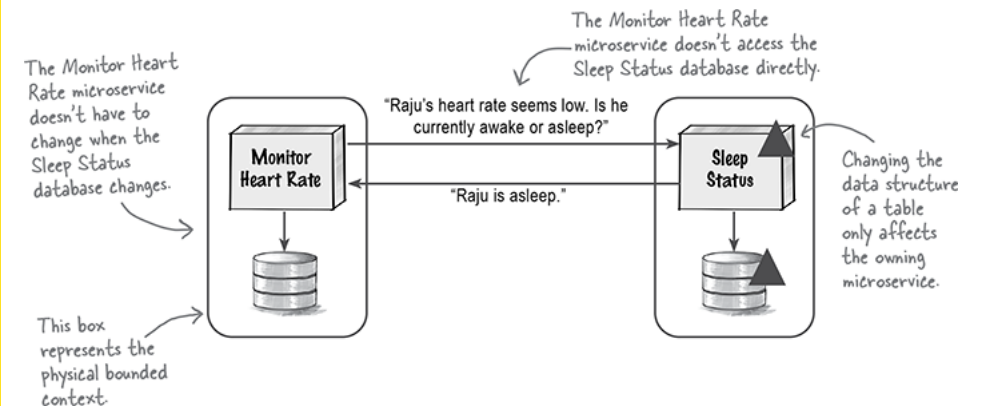 The Monitor Heart Rate
microservice doesn't access the
Sleep Status database directly.
The Monitor Heart
Rate microservice
doesn't have to
change when the
Sleep Status
database changes.
"Raju's heart rate seems low. Is he
currently awake or asleep?"
Monitor
Heart Rate
Sleep
Status
"Raju is asleep."
Changing the
data structure
of a table
only affects
the owning
microservice.
This box
represents the
physical bounded
context.